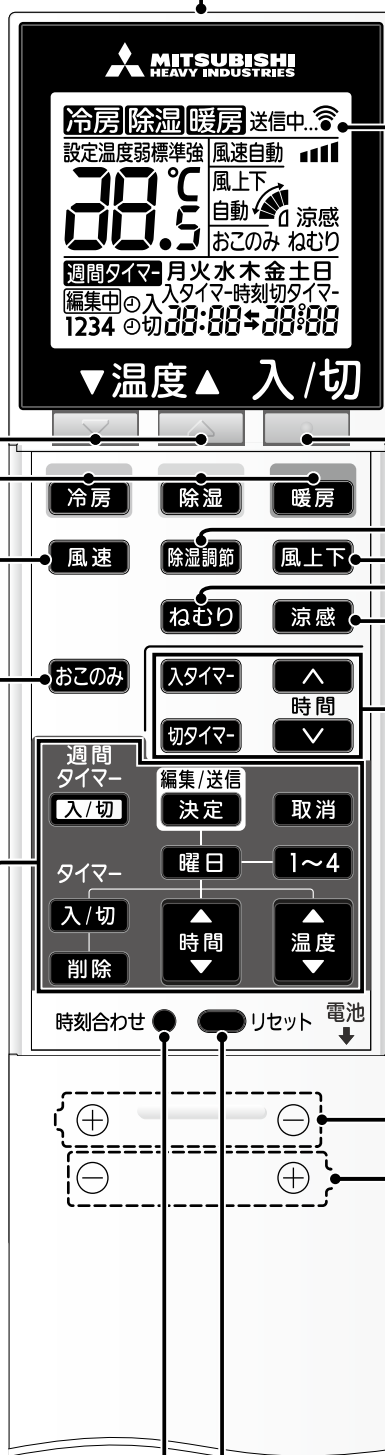 MITSUBISHI
HEAVY INDUSTRIES
冷房 除湿 暖房 送信中...
設定温度弱標準強 風速自動
28.5℃
風上下
自動 涼感
おこのみ ねむり
週間タイマー 月火水木金土日
編集中 入 入タイマー時刻切タイマー
1234 切 28:88 28:88
▼温度▲ 入/切
冷房 除湿 暖房
風速 除湿調節 風上下
ねむり 涼感
おこのみ 入タイマー ∧
時間
切タイマー ∨
週間
タイマー 編集/送信
入/切 決定 取消
タイマー 曜日 1〜4
入/切 ▲ ▲
時間 温度
削除 ▼ ▼
時刻合わせ リセット 電池
+ −
− +